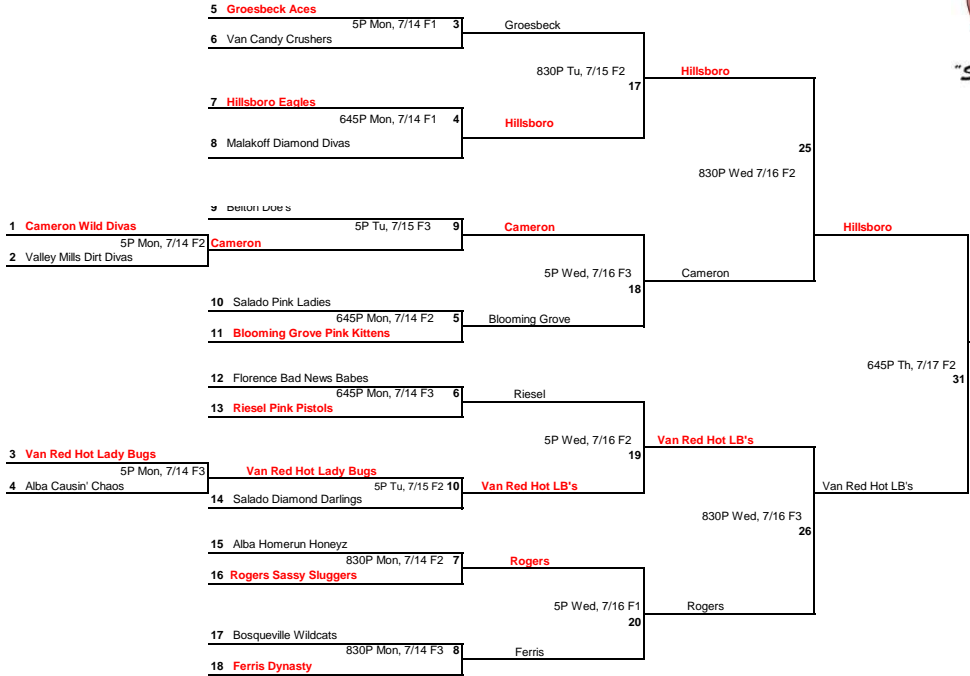 5 Groesbeck Aces
5P Mon, 7/14 F1 3
Groesbeck
6 Van Candy Crushers
830P Tu, 7/15 F2
Hillsboro
17
7 Hillsboro Eagles
645P Mon, 7/14 F1 4
Hillsboro
8 Malakoff Diamond Divas
25
830P Wed 7/16 F2
9 Belton Doe's
1 Cameron Wild Divas
5P Tu, 7/15 F3 9
Cameron
Hillsboro
5P Mon, 7/14 F2
Cameron
2 Valley Mills Dirt Divas
5P Wed, 7/16 F3
Cameron
18
10 Salado Pink Ladies
645P Mon, 7/14 F2 5
Blooming Grove
11 Blooming Grove Pink Kittens
645P Th, 7/17 F2
31
12 Florence Bad News Babes
645P Mon, 7/14 F3 6
Riesel
13 Riesel Pink Pistols
5P Wed, 7/16 F2
Van Red Hot LB's
19
3 Van Red Hot Lady Bugs
5P Mon, 7/14 F3
Van Red Hot Lady Bugs
4 Alba Causin' Chaos
5P Tu, 7/15 F2 10
Van Red Hot LB's
Van Red Hot LB's
14 Salado Diamond Darlings
830P Wed, 7/16 F3
26
15 Alba Homerun Honeyz
830P Mon, 7/14 F2 7
Rogers
16 Rogers Sassy Sluggers
5P Wed, 7/16 F1
Rogers
20
17 Bosqueville Wildcats
830P Mon, 7/14 F3 8
Ferris
18 Ferris Dynasty